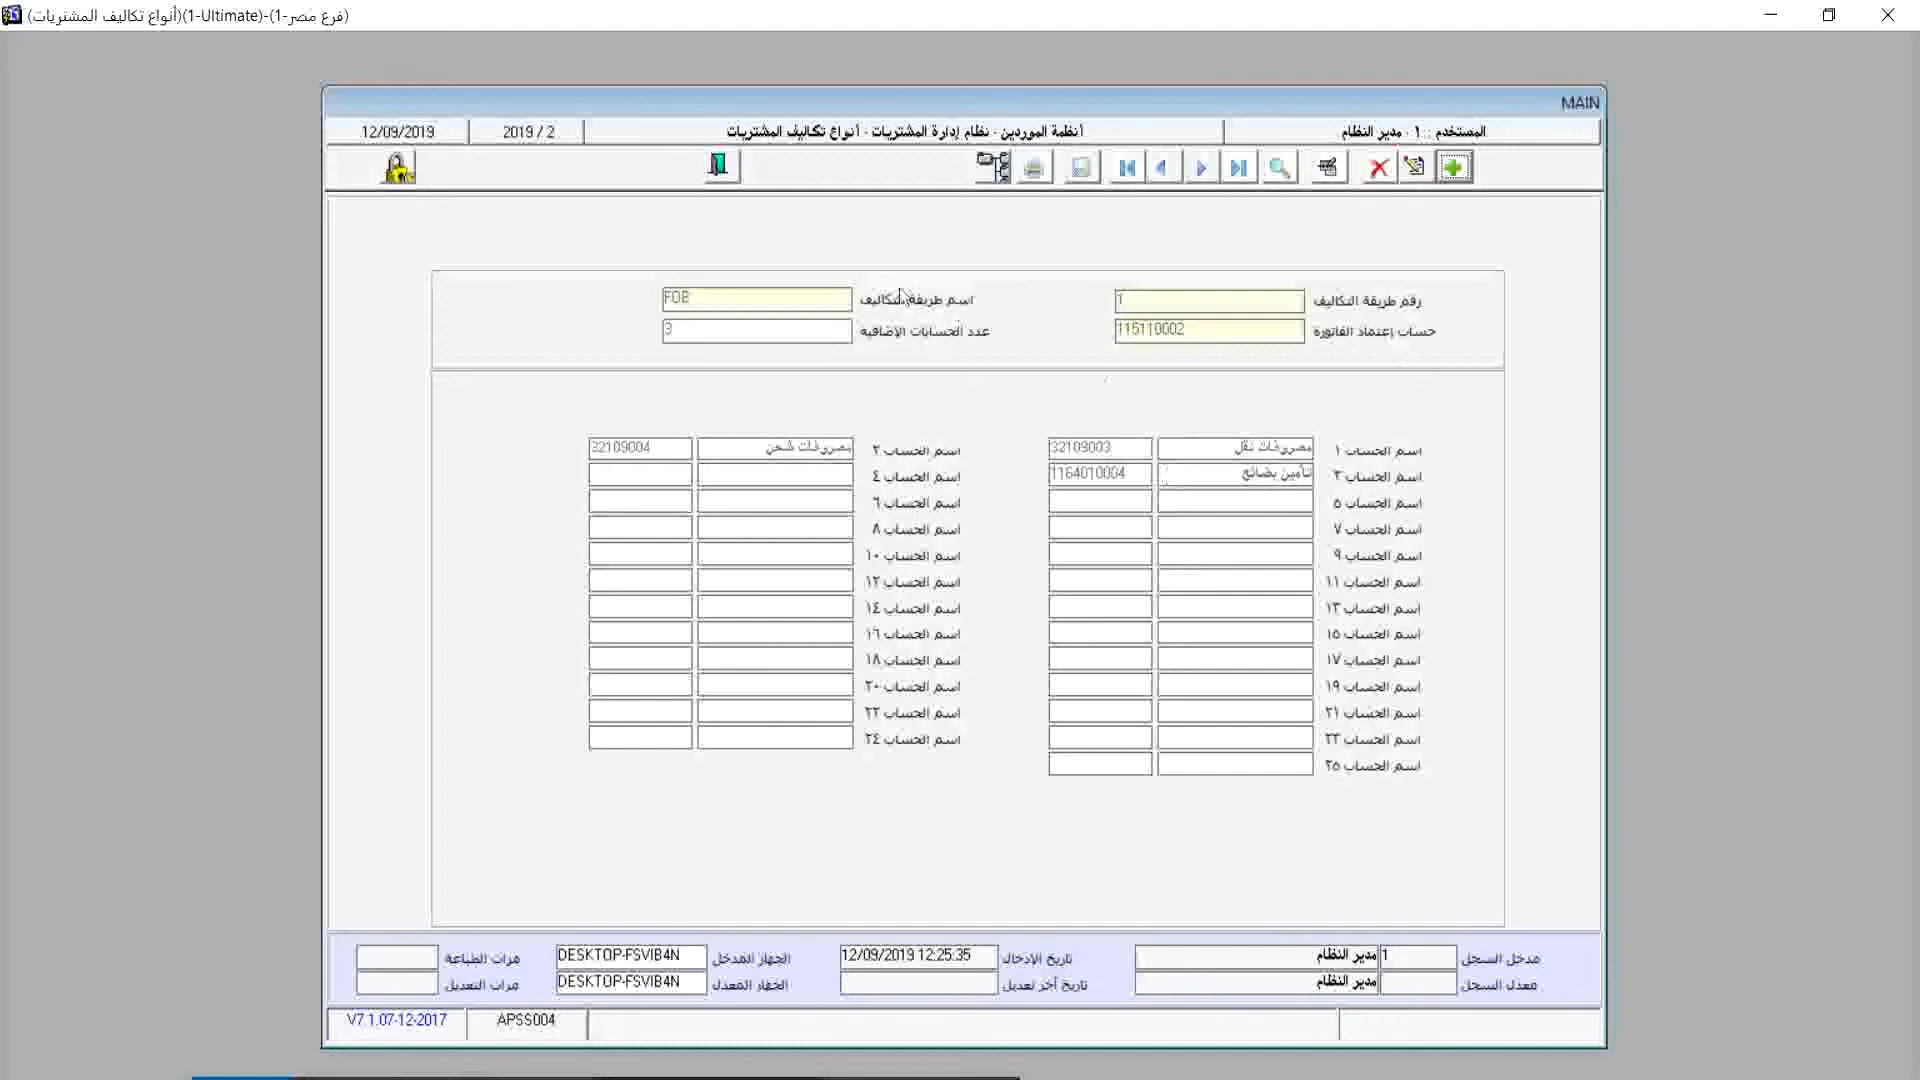 (أنواع تكاليف المشتريات)(1-Ultimate)-(فرع مصر-1)
MAIN
المستخدم :: ١ - مدير النظام
أنظمة الموردين - نظام إدارة المشتريات - أنواع تكاليف المشتريات
2019 / 2
12/09/2019
رقم طريقة التكاليف 1
اسم طريقة التكاليف FOB
حساب إعتماد الفاتورة 115110002
عدد الحسابات الإضافية 3
اسم الحساب ١ مصروفات نقل 32109003 اسم الحساب ٢ مصروفات شحن 32109004
اسم الحساب ٣ تأمين بضائع 1164010004 اسم الحساب ٤
اسم الحساب ٥ اسم الحساب ٦
اسم الحساب ٧ اسم الحساب ٨
اسم الحساب ٩ اسم الحساب ١٠
اسم الحساب ١١ اسم الحساب ١٢
اسم الحساب ١٣ اسم الحساب ١٤
اسم الحساب ١٥ اسم الحساب ١٦
اسم الحساب ١٧ اسم الحساب ١٨
اسم الحساب ١٩ اسم الحساب ٢٠
اسم الحساب ٢١ اسم الحساب ٢٢
اسم الحساب ٢٣ اسم الحساب ٢٤
اسم الحساب ٢٥
مدخل السجل 1 مدير النظام تاريخ الإدخال 12/09/2019 12:25:35 الجهاز المدخل DESKTOP-FSVIB4N مرات الطباعة
معدل السجل مدير النظام تاريخ آخر تعديل الجهاز المعدل DESKTOP-FSVIB4N مرات التعديل
V7.1.07-12-2017 APSS004